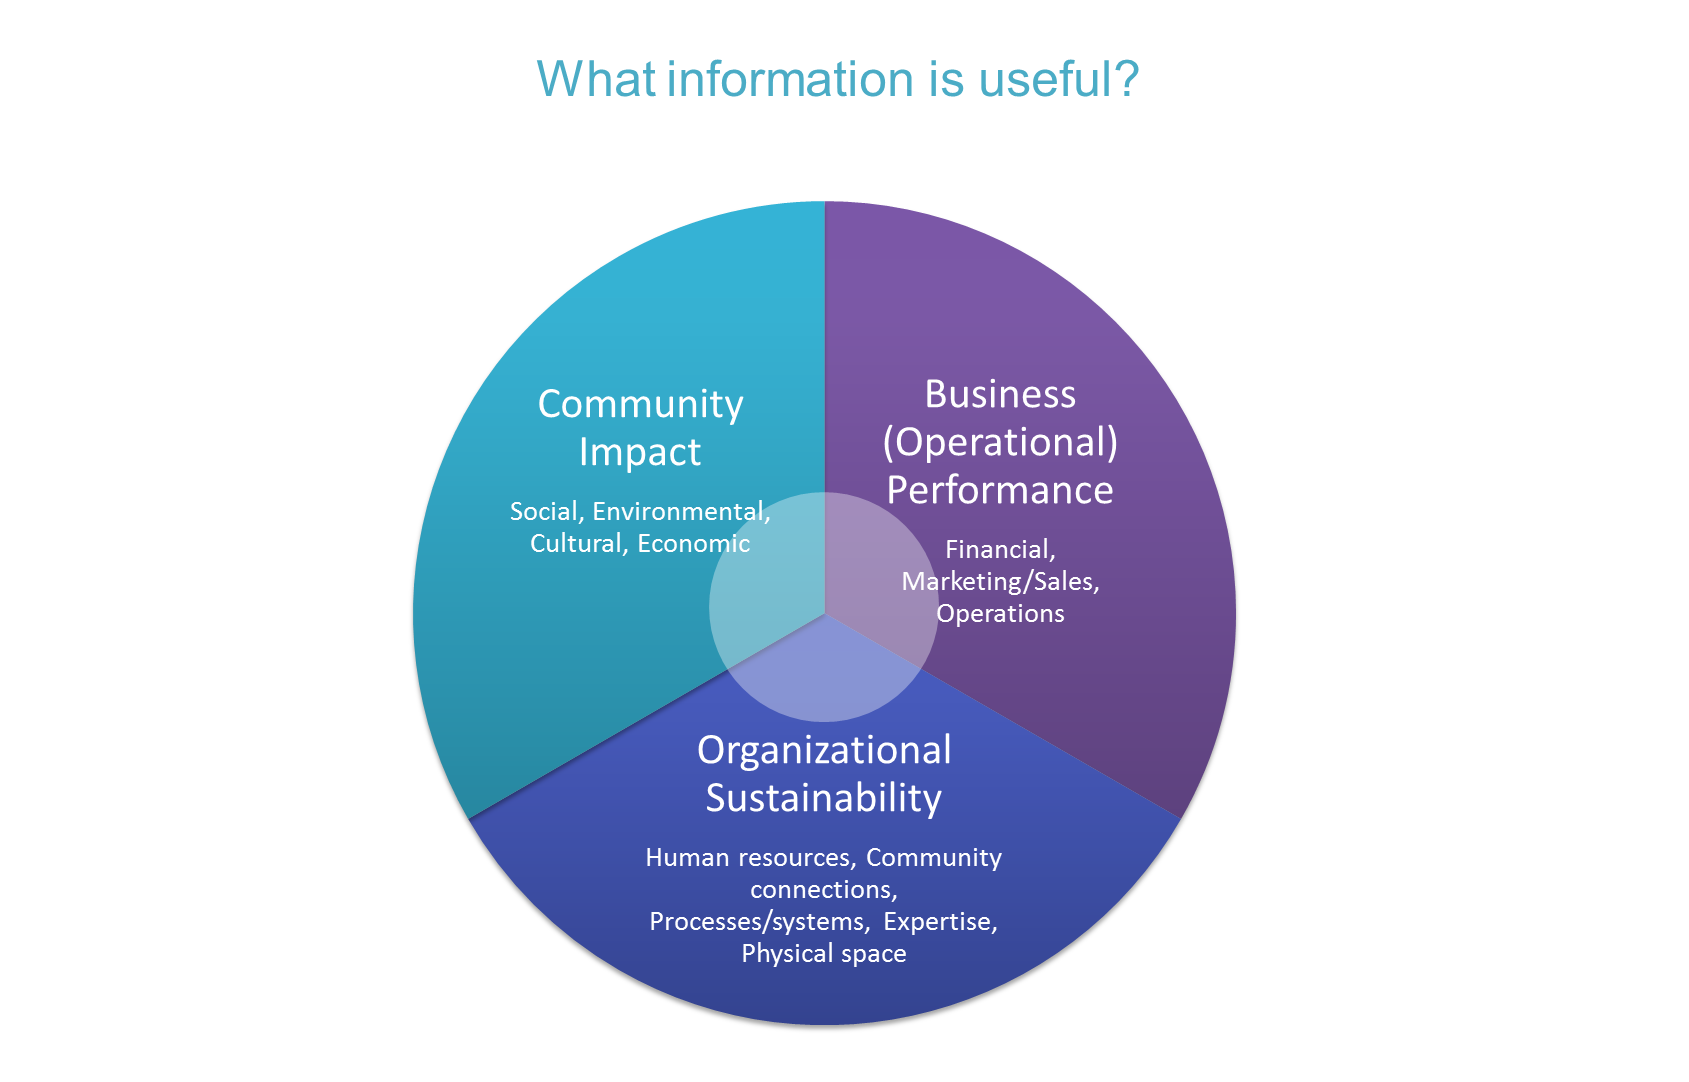 What information is useful?
Community
Impact
Social, Environmental,
Cultural, Economic
Business
(Operational)
Performance
Financial,
Marketing/Sales,
Operations
Organizational
Sustainability
Human resources, Community
connections,
Processes/systems, Expertise,
Physical space